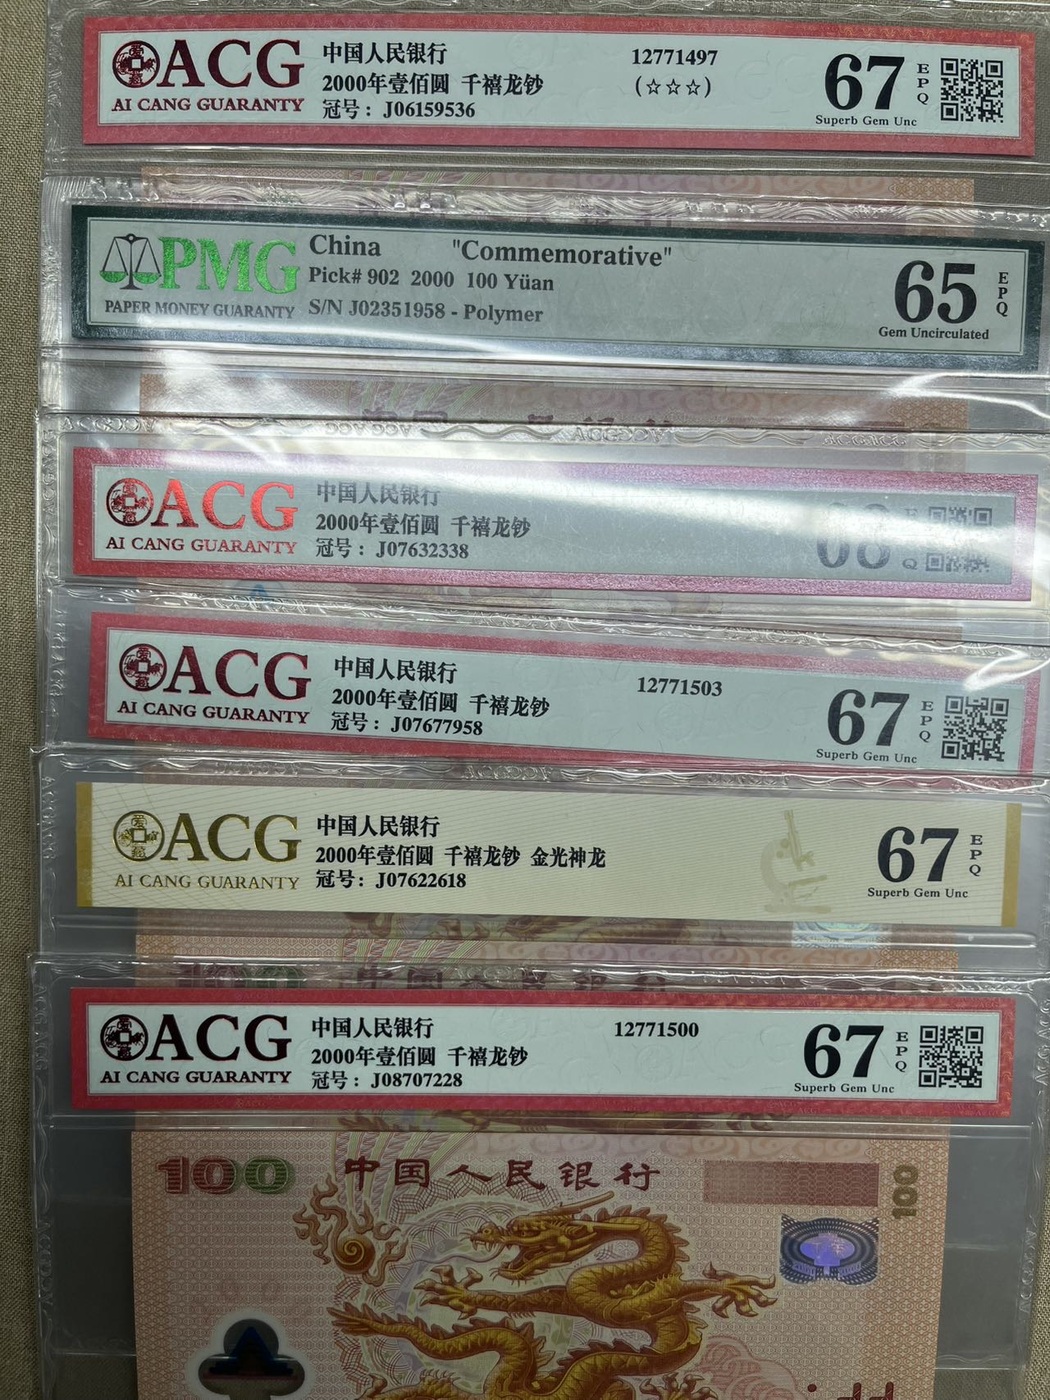 ACG
AI CANG GUARANTY
中国人民银行
2000年壹佰圆 千禧龙钞
冠号：J06159536
12771497
(☆☆☆)
67
EPQ
Superb Gem Unc
PMG
PAPER MONEY GUARANTY
China "Commemorative"
Pick# 902 2000 100 Yüan
S/N J02351958 - Polymer
65
EPQ
Gem Uncirculated
ACG
AI CANG GUARANTY
中国人民银行
2000年壹佰圆 千禧龙钞
冠号：J07632338
68
EPQ
ACG
AI CANG GUARANTY
中国人民银行
2000年壹佰圆 千禧龙钞
冠号：J07677958
12771503
67
EPQ
Superb Gem Unc
ACG
AI CANG GUARANTY
中国人民银行
2000年壹佰圆 千禧龙钞 金光神龙
冠号：J07622618
67
EPQ
Superb Gem Unc
100 中国人民银行
ACG
AI CANG GUARANTY
中国人民银行
2000年壹佰圆 千禧龙钞
冠号：J08707228
12771500
67
EPQ
Superb Gem Unc
100 中国人民银行
100